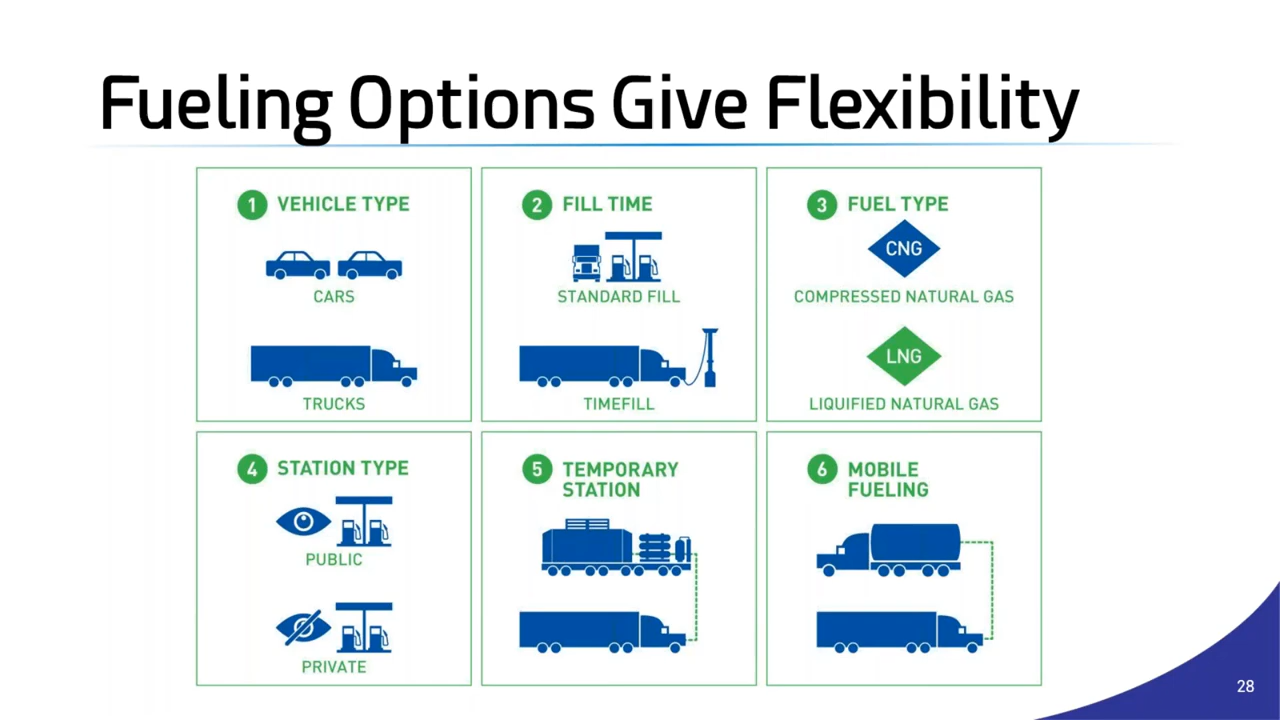 Fueling Options Give Flexibility
1 VEHICLE TYPE
CARS
TRUCKS
2 FILL TIME
STANDARD FILL
TIMEFILL
3 FUEL TYPE
CNG
COMPRESSED NATURAL GAS
LNG
LIQUIFIED NATURAL GAS
4 STATION TYPE
PUBLIC
PRIVATE
5 TEMPORARY
STATION
6 MOBILE
FUELING
28